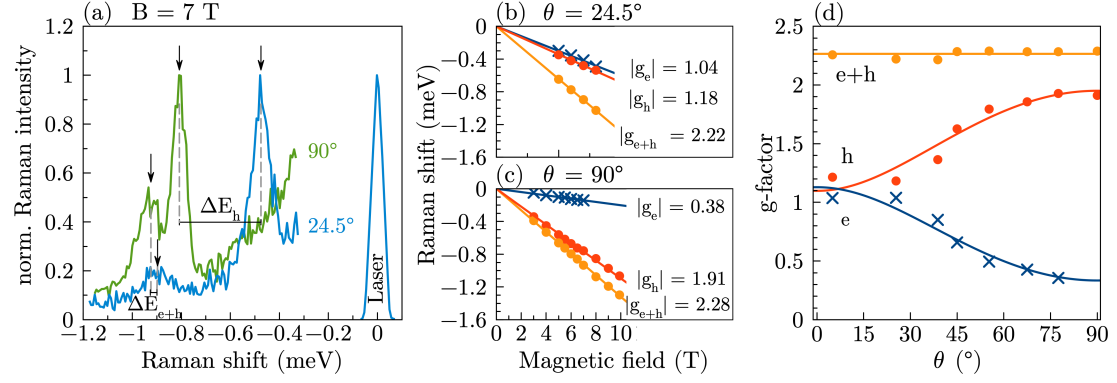 (a) B = 7 T
norm. Raman intensity
1.2
1
0.8
0.6
0.4
0.2
0
90°
24.5°
ΔE_h
ΔE_e+h
Laser
−1.2 −1 −0.8 −0.6 −0.4 −0.2 0
Raman shift (meV)
(b) θ = 24.5°
Raman shift (meV)
0
−0.4
−0.8
−1.2
−1.6
|g_e| = 1.04
|g_h| = 1.18
|g_e+h| = 2.22
(c) θ = 90°
0
−0.4
−0.8
−1.2
−1.6
|g_e| = 0.38
|g_h| = 1.91
|g_e+h| = 2.28
0 2 4 6 8 10
Magnetic field (T)
(d)
g-factor
2.5
2
1.5
1
0.5
0
e+h
h
e
0 15 30 45 60 75 90
θ (°)